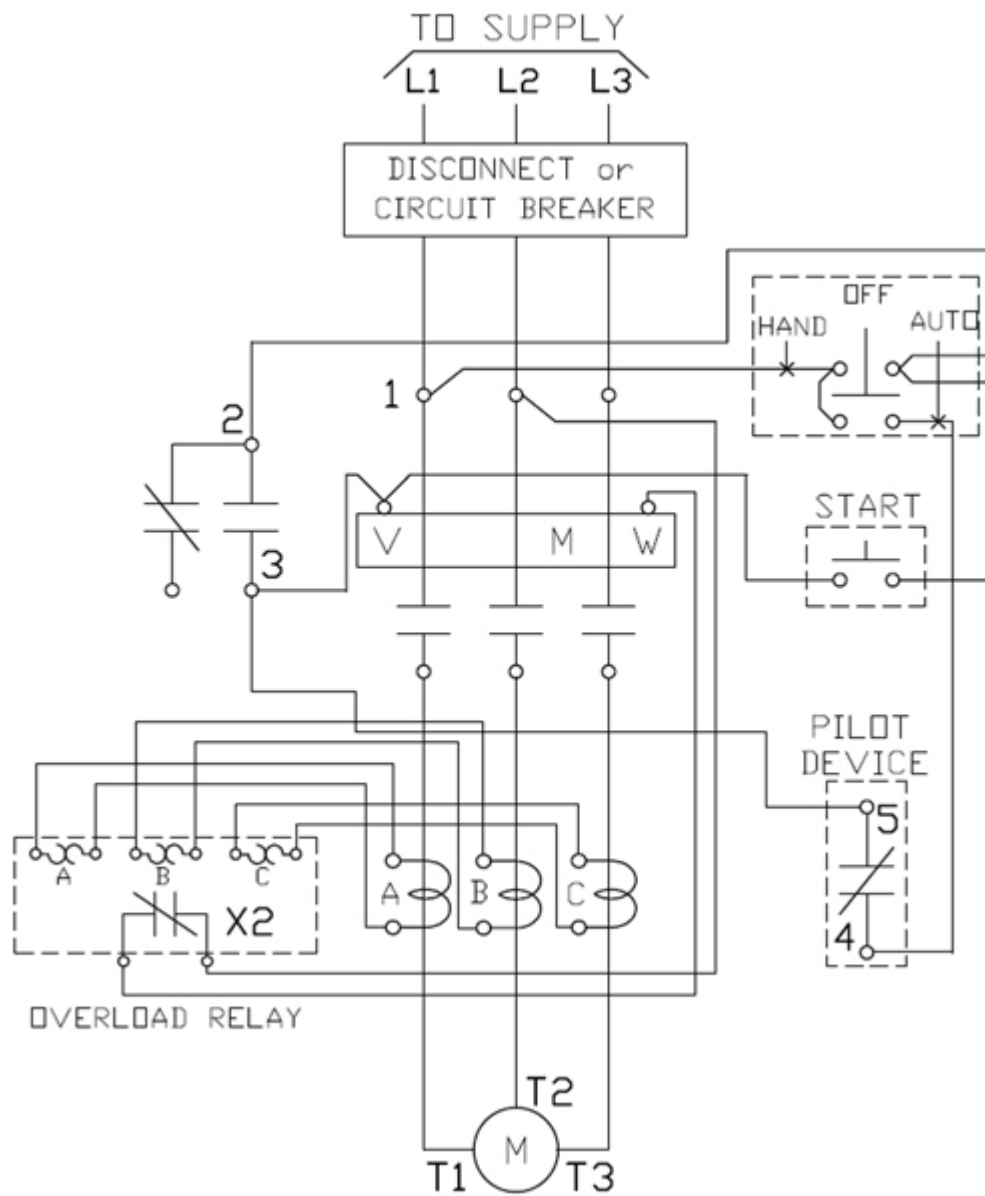 TO SUPPLY
L1 L2 L3
DISCONNECT or
CIRCUIT BREAKER
OFF
HAND AUTO
1
2
START
V M W
3
PILOT
DEVICE
5
A B C
A B C
X2
4
OVERLOAD RELAY
T2
M
T1 T3